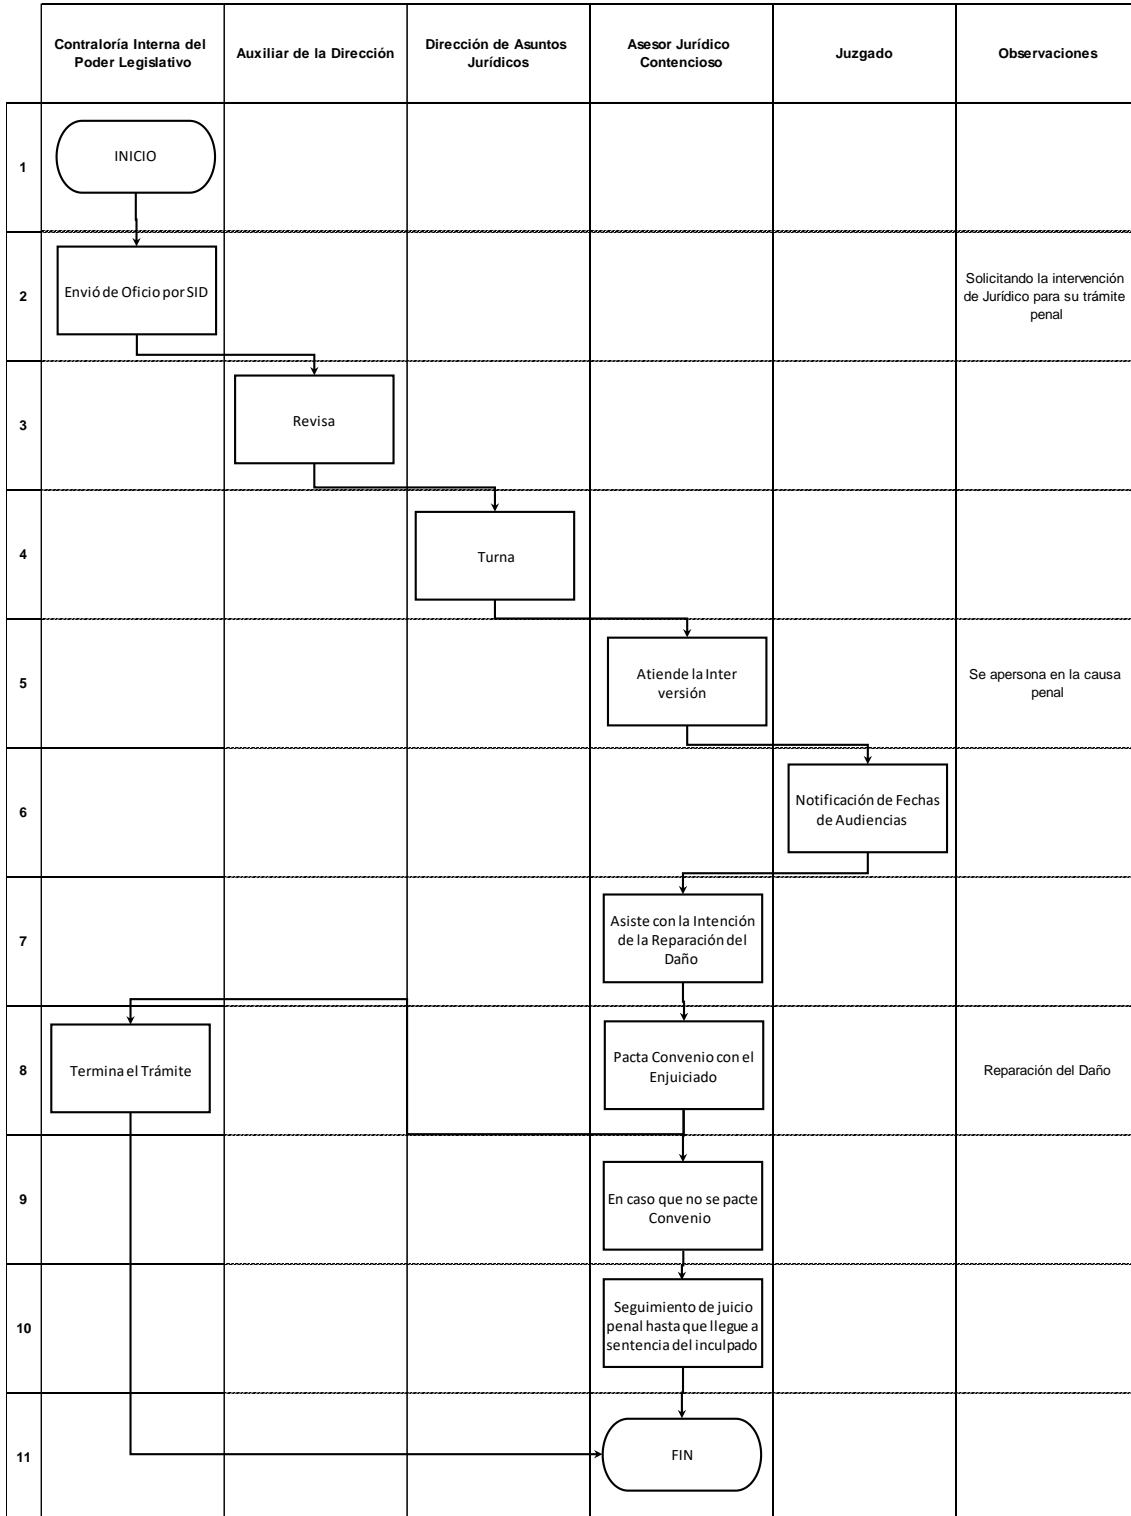 Contraloría Interna del
Poder Legislativo
Auxiliar de la Dirección
Dirección de Asuntos
Jurídicos
Asesor Jurídico
Contencioso
Juzgado
Observaciones
1
INICIO
2
Envió de Oficio por SID
Solicitando la intervención
de Jurídico para su trámite
penal
3
Revisa
4
Turna
5
Atiende la Inter
versión
Se apersona en la causa
penal
6
Notificación de Fechas
de Audiencias
7
Asiste con la Intención
de la Reparación del
Daño
8
Termina el Trámite
Pacta Convenio con el
Enjuiciado
Reparación del Daño
9
En caso que no se pacte
Convenio
10
Seguimiento de juicio
penal hasta que llegue a
sentencia del inculpado
11
FIN